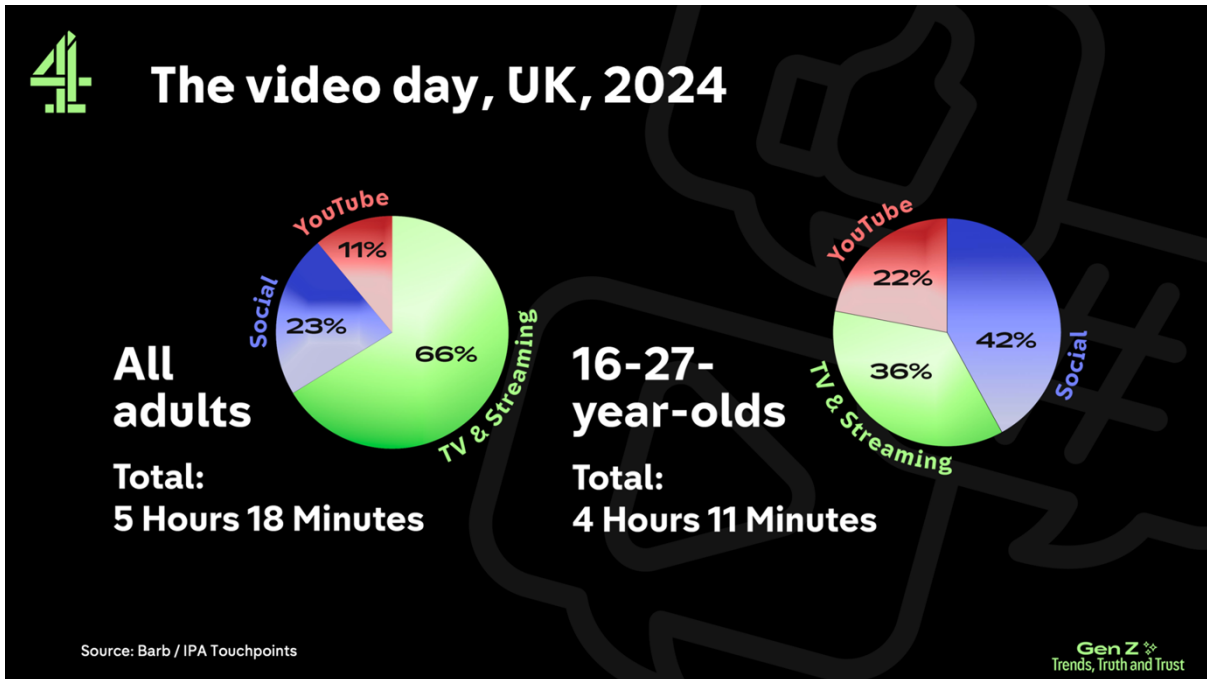 4
The video day, UK, 2024
YouTube
11%
Social
23%
66%
TV & Streaming
All
adults
Total:
5 Hours 18 Minutes
YouTube
22%
42%
Social
36%
TV & Streaming
16-27-
year-olds
Total:
4 Hours 11 Minutes
Source: Barb / IPA Touchpoints
Gen Z
Trends, Truth and Trust